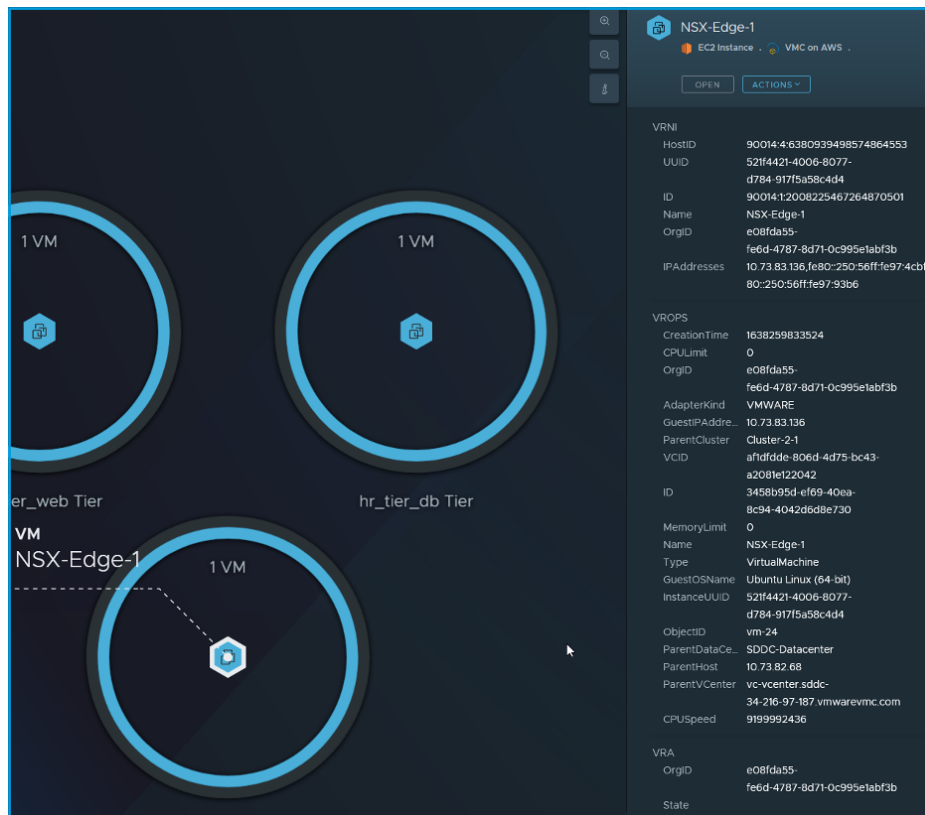 1 VM
1 VM
er_web Tier
hr_tier_db Tier
VM
NSX-Edge-1
1 VM
NSX-Edge-1
EC2 Instance . VMC on AWS .
OPEN
ACTIONS
VRNI
HostID 90014:4:6380939498574864553
UUID 521f4421-4006-8077-
d784-917f5a58c4d4
ID 90014:1:2008225467264870501
Name NSX-Edge-1
OrgID e08fda55-
fe6d-4787-8d71-0c995e1abf3b
IPAddresses 10.73.83.136,fe80::250:56ff:fe97:4cbf
80::250:56ff:fe97:93b6
VROPS
CreationTime 1638259833524
CPULimit 0
OrgID e08fda55-
fe6d-4787-8d71-0c995e1abf3b
AdapterKind VMWARE
GuestIPAddre... 10.73.83.136
ParentCluster Cluster-2-1
VCID af1dfdde-806d-4d75-bc43-
a2081e122042
ID 3458b95d-ef69-40ea-
8c94-4042d6d8e730
MemoryLimit 0
Name NSX-Edge-1
Type VirtualMachine
GuestOSName Ubuntu Linux (64-bit)
InstanceUUID 521f4421-4006-8077-
d784-917f5a58c4d4
ObjectID vm-24
ParentDataCe... SDDC-Datacenter
ParentHost 10.73.82.68
ParentVCenter vc-vcenter.sddc-
34-216-97-187.vmwarevmc.com
CPUSpeed 9199992436
VRA
OrgID e08fda55-
fe6d-4787-8d71-0c995e1abf3b
State